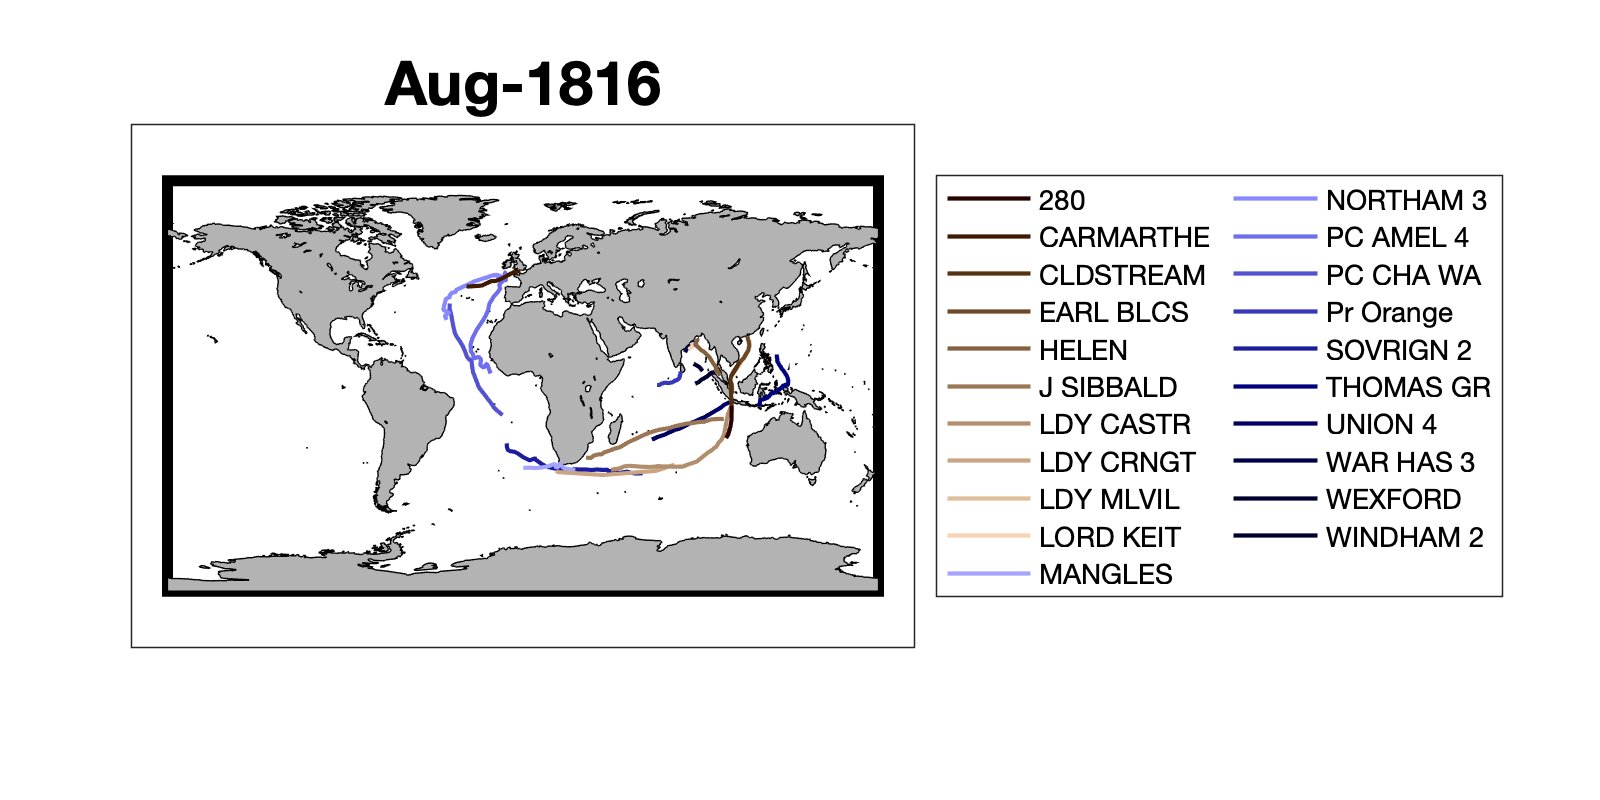 Aug-1816
280
CARMARTHE
CLDSTREAM
EARL BLCS
HELEN
J SIBBALD
LDY CASTR
LDY CRNGT
LDY MLVIL
LORD KEIT
MANGLES
NORTHAM 3
PC AMEL 4
PC CHA WA
Pr Orange
SOVRIGN 2
THOMAS GR
UNION 4
WAR HAS 3
WEXFORD
WINDHAM 2